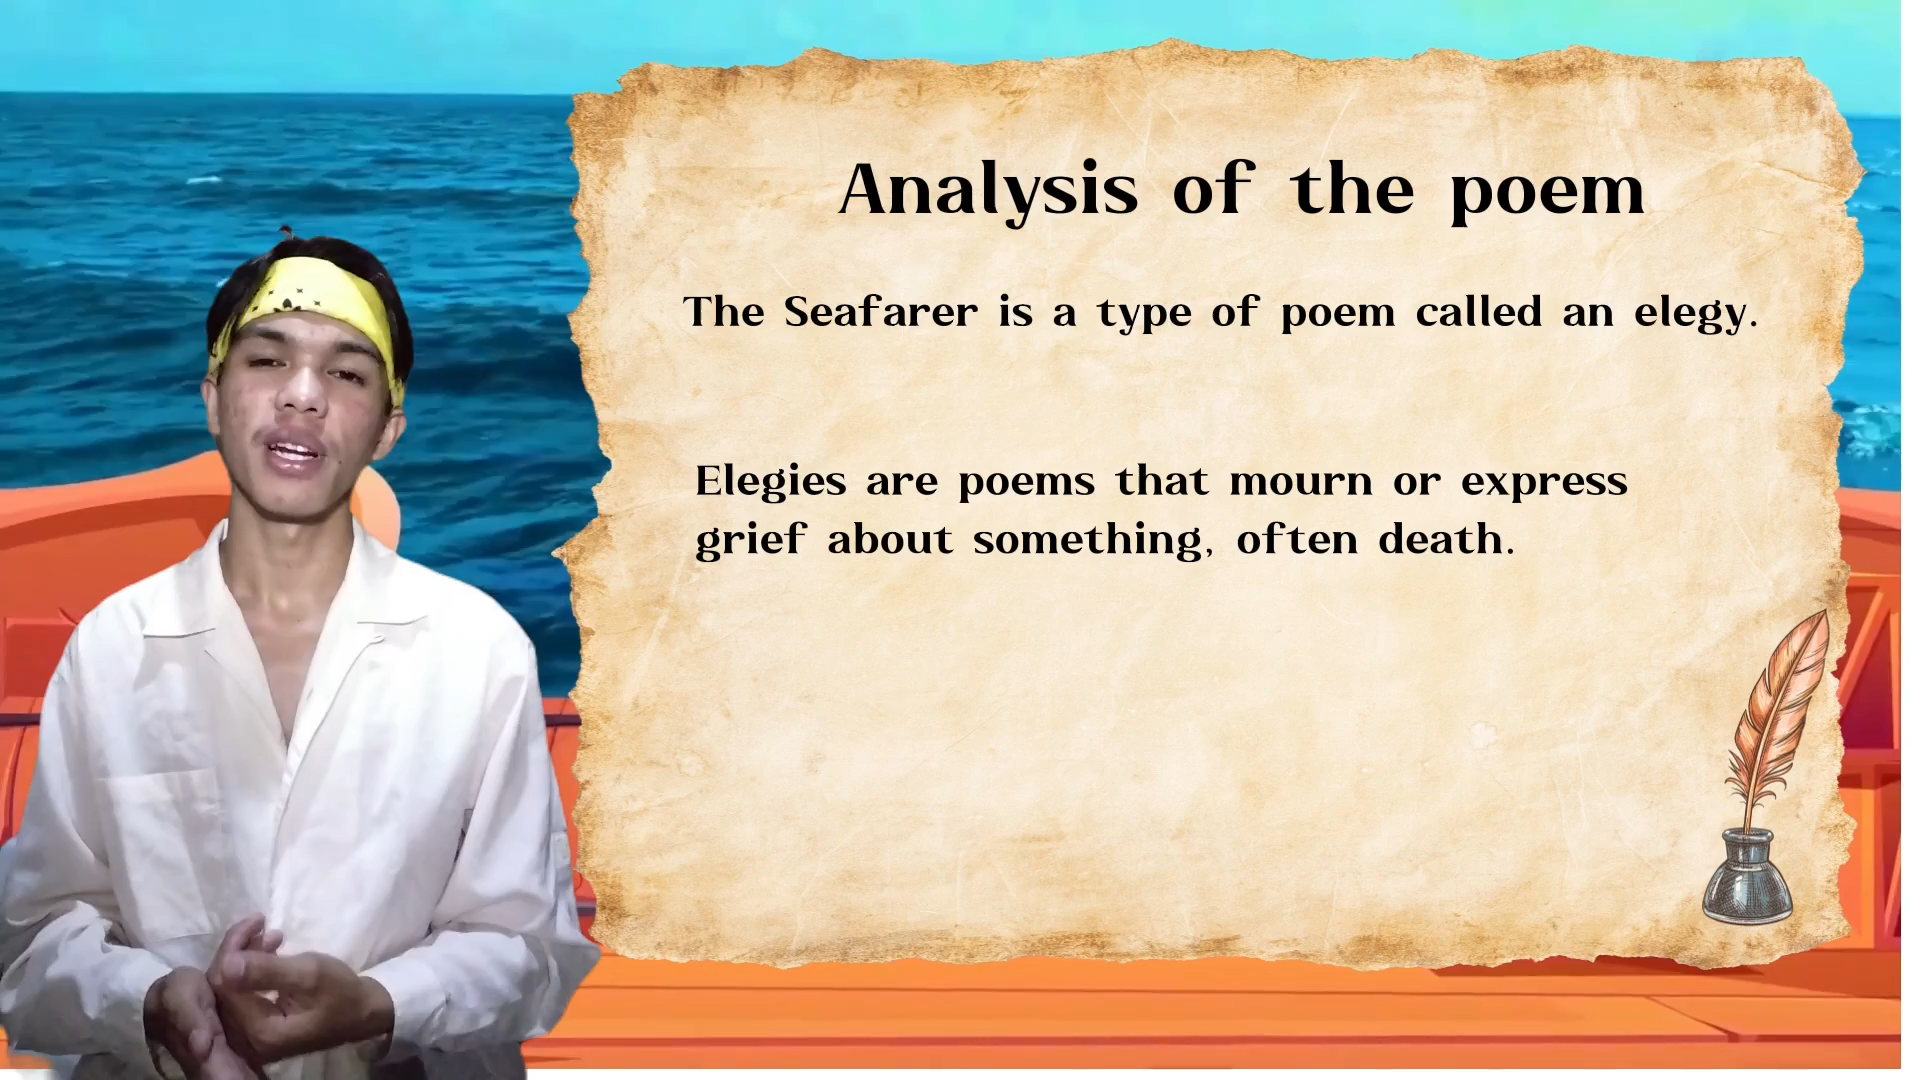 Analysis of the poem
The Seafarer is a type of poem called an elegy.
Elegies are poems that mourn or express
grief about something, often death.